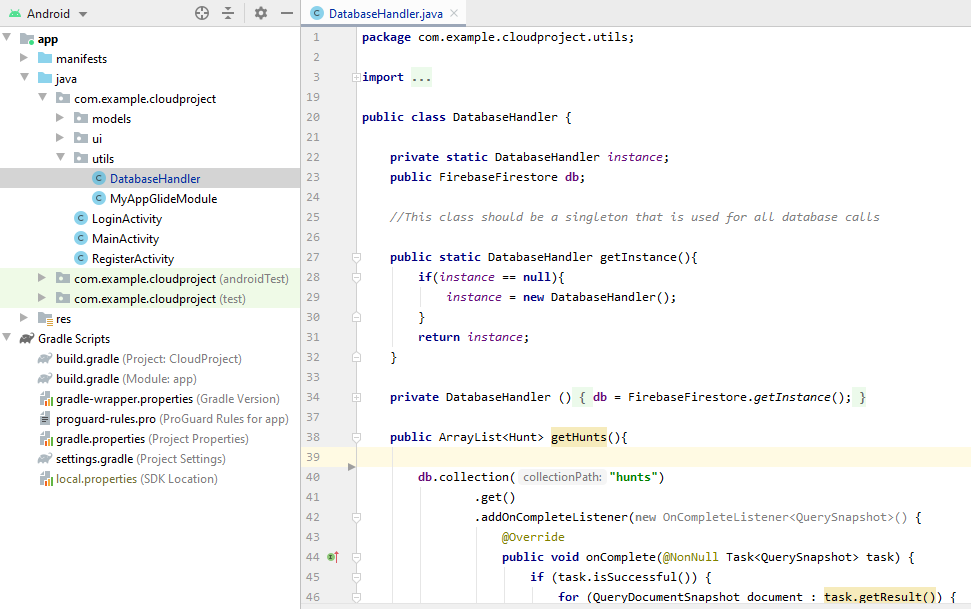 Android
DatabaseHandler.java
app
manifests
java
com.example.cloudproject
models
ui
utils
DatabaseHandler
MyAppGlideModule
LoginActivity
MainActivity
RegisterActivity
com.example.cloudproject (androidTest)
com.example.cloudproject (test)
res
Gradle Scripts
build.gradle (Project: CloudProject)
build.gradle (Module: app)
gradle-wrapper.properties (Gradle Version)
proguard-rules.pro (ProGuard Rules for app)
gradle.properties (Project Properties)
settings.gradle (Project Settings)
local.properties (SDK Location)
1 package com.example.cloudproject.utils;
2
3 import ...
19
20 public class DatabaseHandler {
21
22 private static DatabaseHandler instance;
23 public FirebaseFirestore db;
24
25 //This class should be a singleton that is used for all database calls
26
27 public static DatabaseHandler getInstance(){
28 if(instance == null){
29 instance = new DatabaseHandler();
30 }
31 return instance;
32 }
33
34 private DatabaseHandler () { db = FirebaseFirestore.getInstance(); }
37
38 public ArrayList<Hunt> getHunts(){
39
40 db.collection( collectionPath: "hunts")
41 .get()
42 .addOnCompleteListener(new OnCompleteListener<QuerySnapshot>() {
43 @Override
44 public void onComplete(@NonNull Task<QuerySnapshot> task) {
45 if (task.isSuccessful()) {
46 for (QueryDocumentSnapshot document : task.getResult()) {